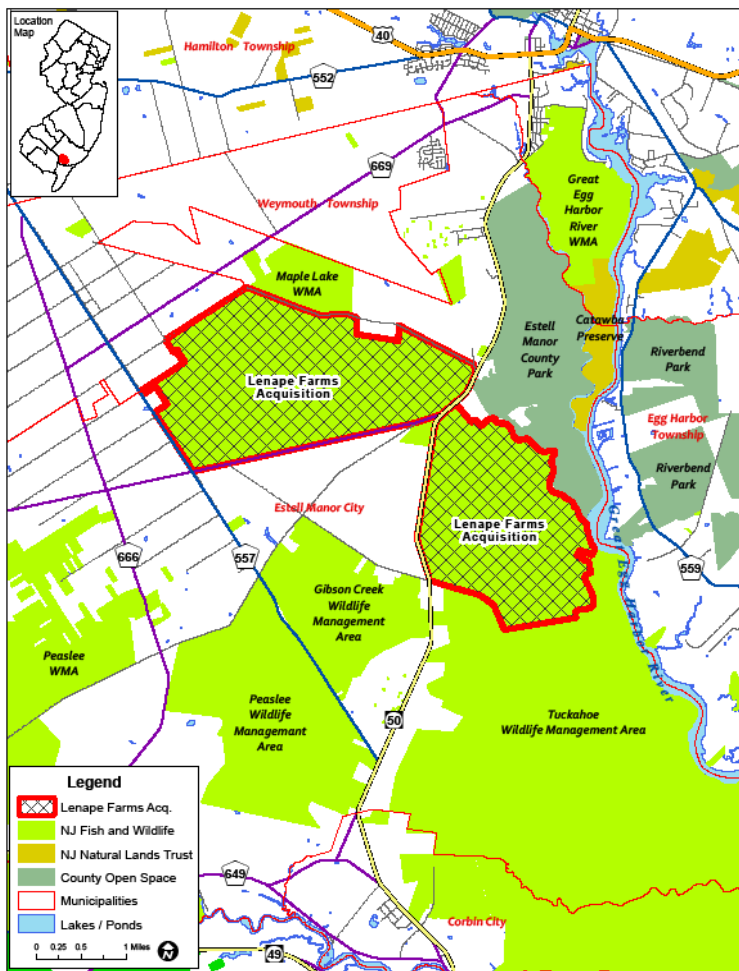 Location
Map
Hamilton Township
40
552
669
Weymouth Township
Great
Egg
Harbor
River
WMA
Maple Lake
WMA
Catawba
Preserve
Estell
Manor
County
Park
Riverbend
Park
Lenape Farms
Acquisition
Egg Harbor
Township
Riverbend
Park
Estell Manor City
Lenape Farms
Acquisition
666
557
559
Great Egg Harbor River
Gibson Creek
Wildlife
Management
Area
Peaslee
WMA
Peaslee
Wildlife
Managemant
Area
50
Tuckahoe
Wildlife Management Area
Legend
Lenape Farms Acq.
NJ Fish and Wildlife
NJ Natural Lands Trust
County Open Space
Municipalities
Lakes / Ponds
0 0.25 0.5 1 Miles
N
649
49
Corbin City